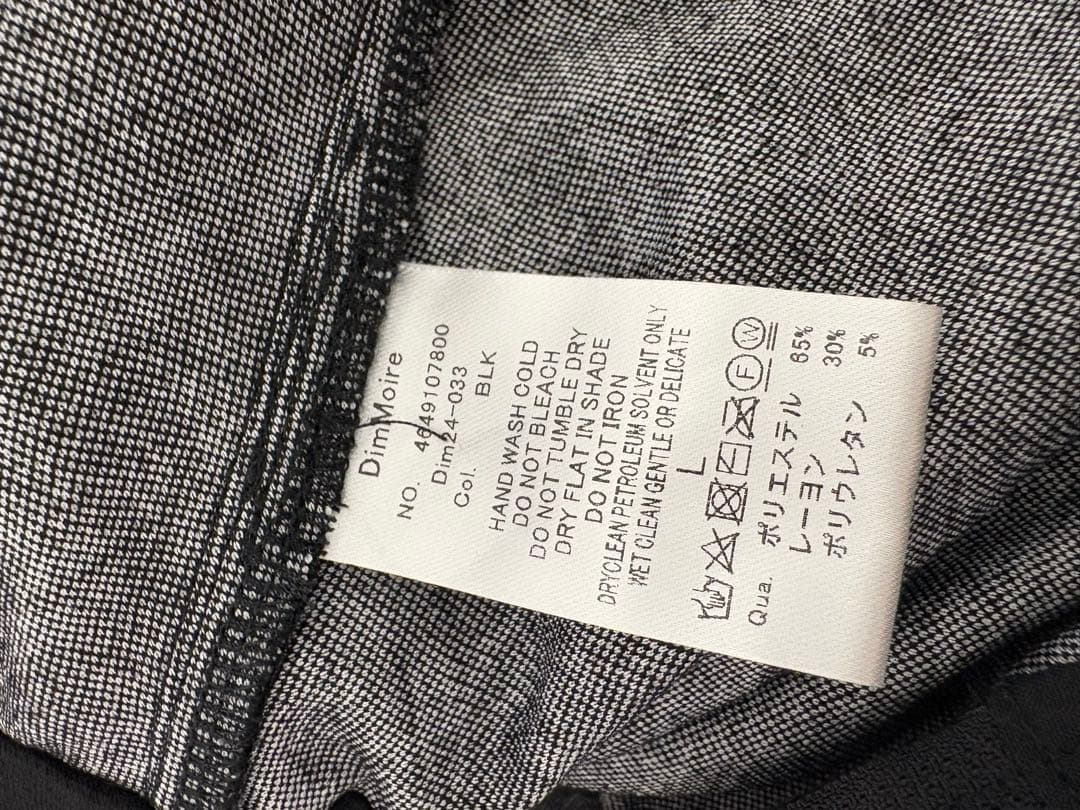 DimMoire
NO. 4649107800
Dim24-033
Col. BLK
HAND WASH COLD
DO NOT BLEACH
DO NOT TUMBLE DRY
DRY FLAT IN SHADE
DO NOT IRON
DRYCLEAN PETROLEUM SOLVENT ONLY
WET CLEAN GENTLE OR DELICATE
L
F W
Qua. ポリエステル 65%
レーヨン 30%
ポリウレタン 5%